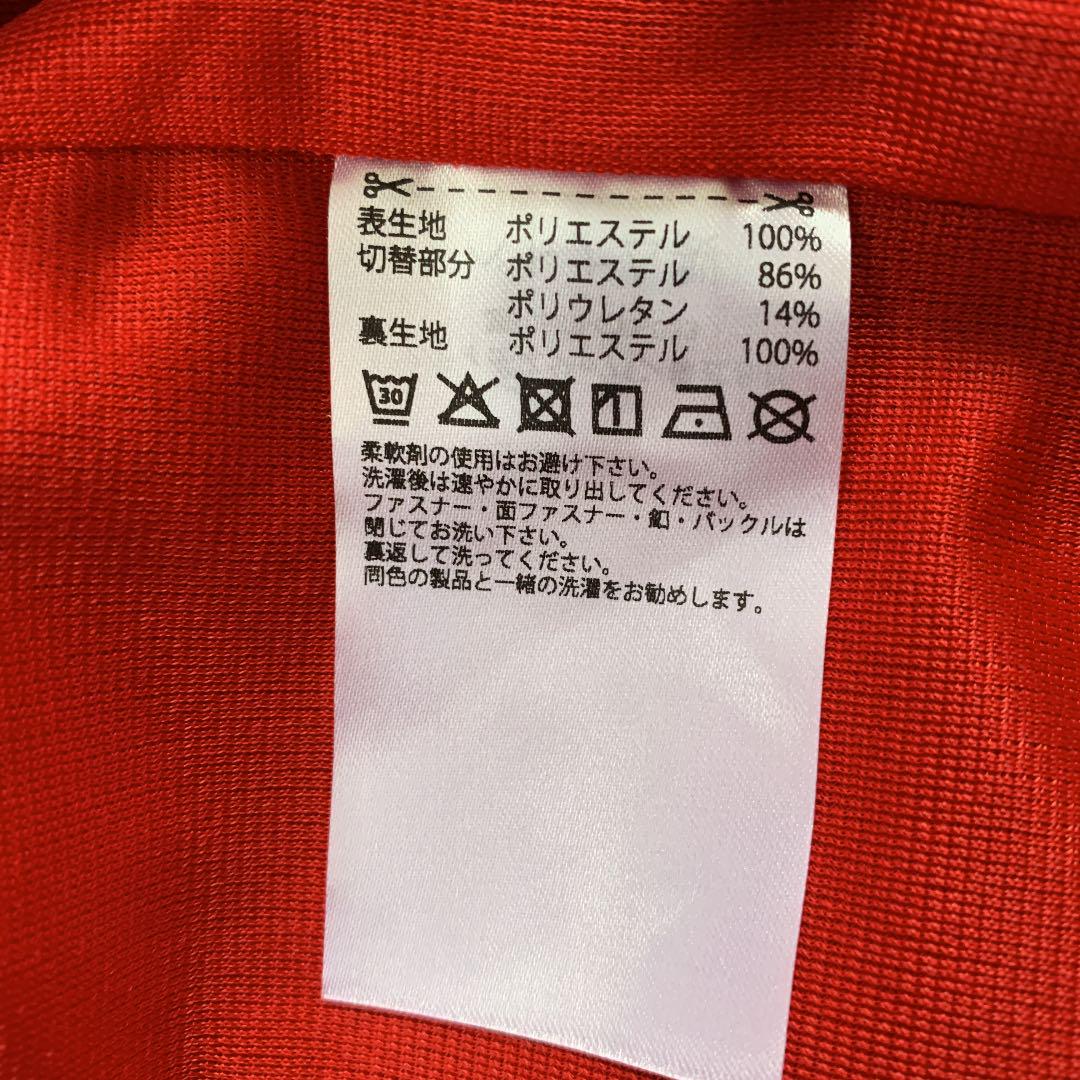 表生地 ポリエステル 100%
切替部分 ポリエステル 86%
ポリウレタン 14%
裏生地 ポリエステル 100%
30
柔軟剤の使用はお避け下さい。
洗濯後は速やかに取り出してください。
ファスナー・面ファスナー・釦・バックルは
閉じてお洗い下さい。
裏返して洗ってください。
同色の製品と一緒の洗濯をお勧めします。